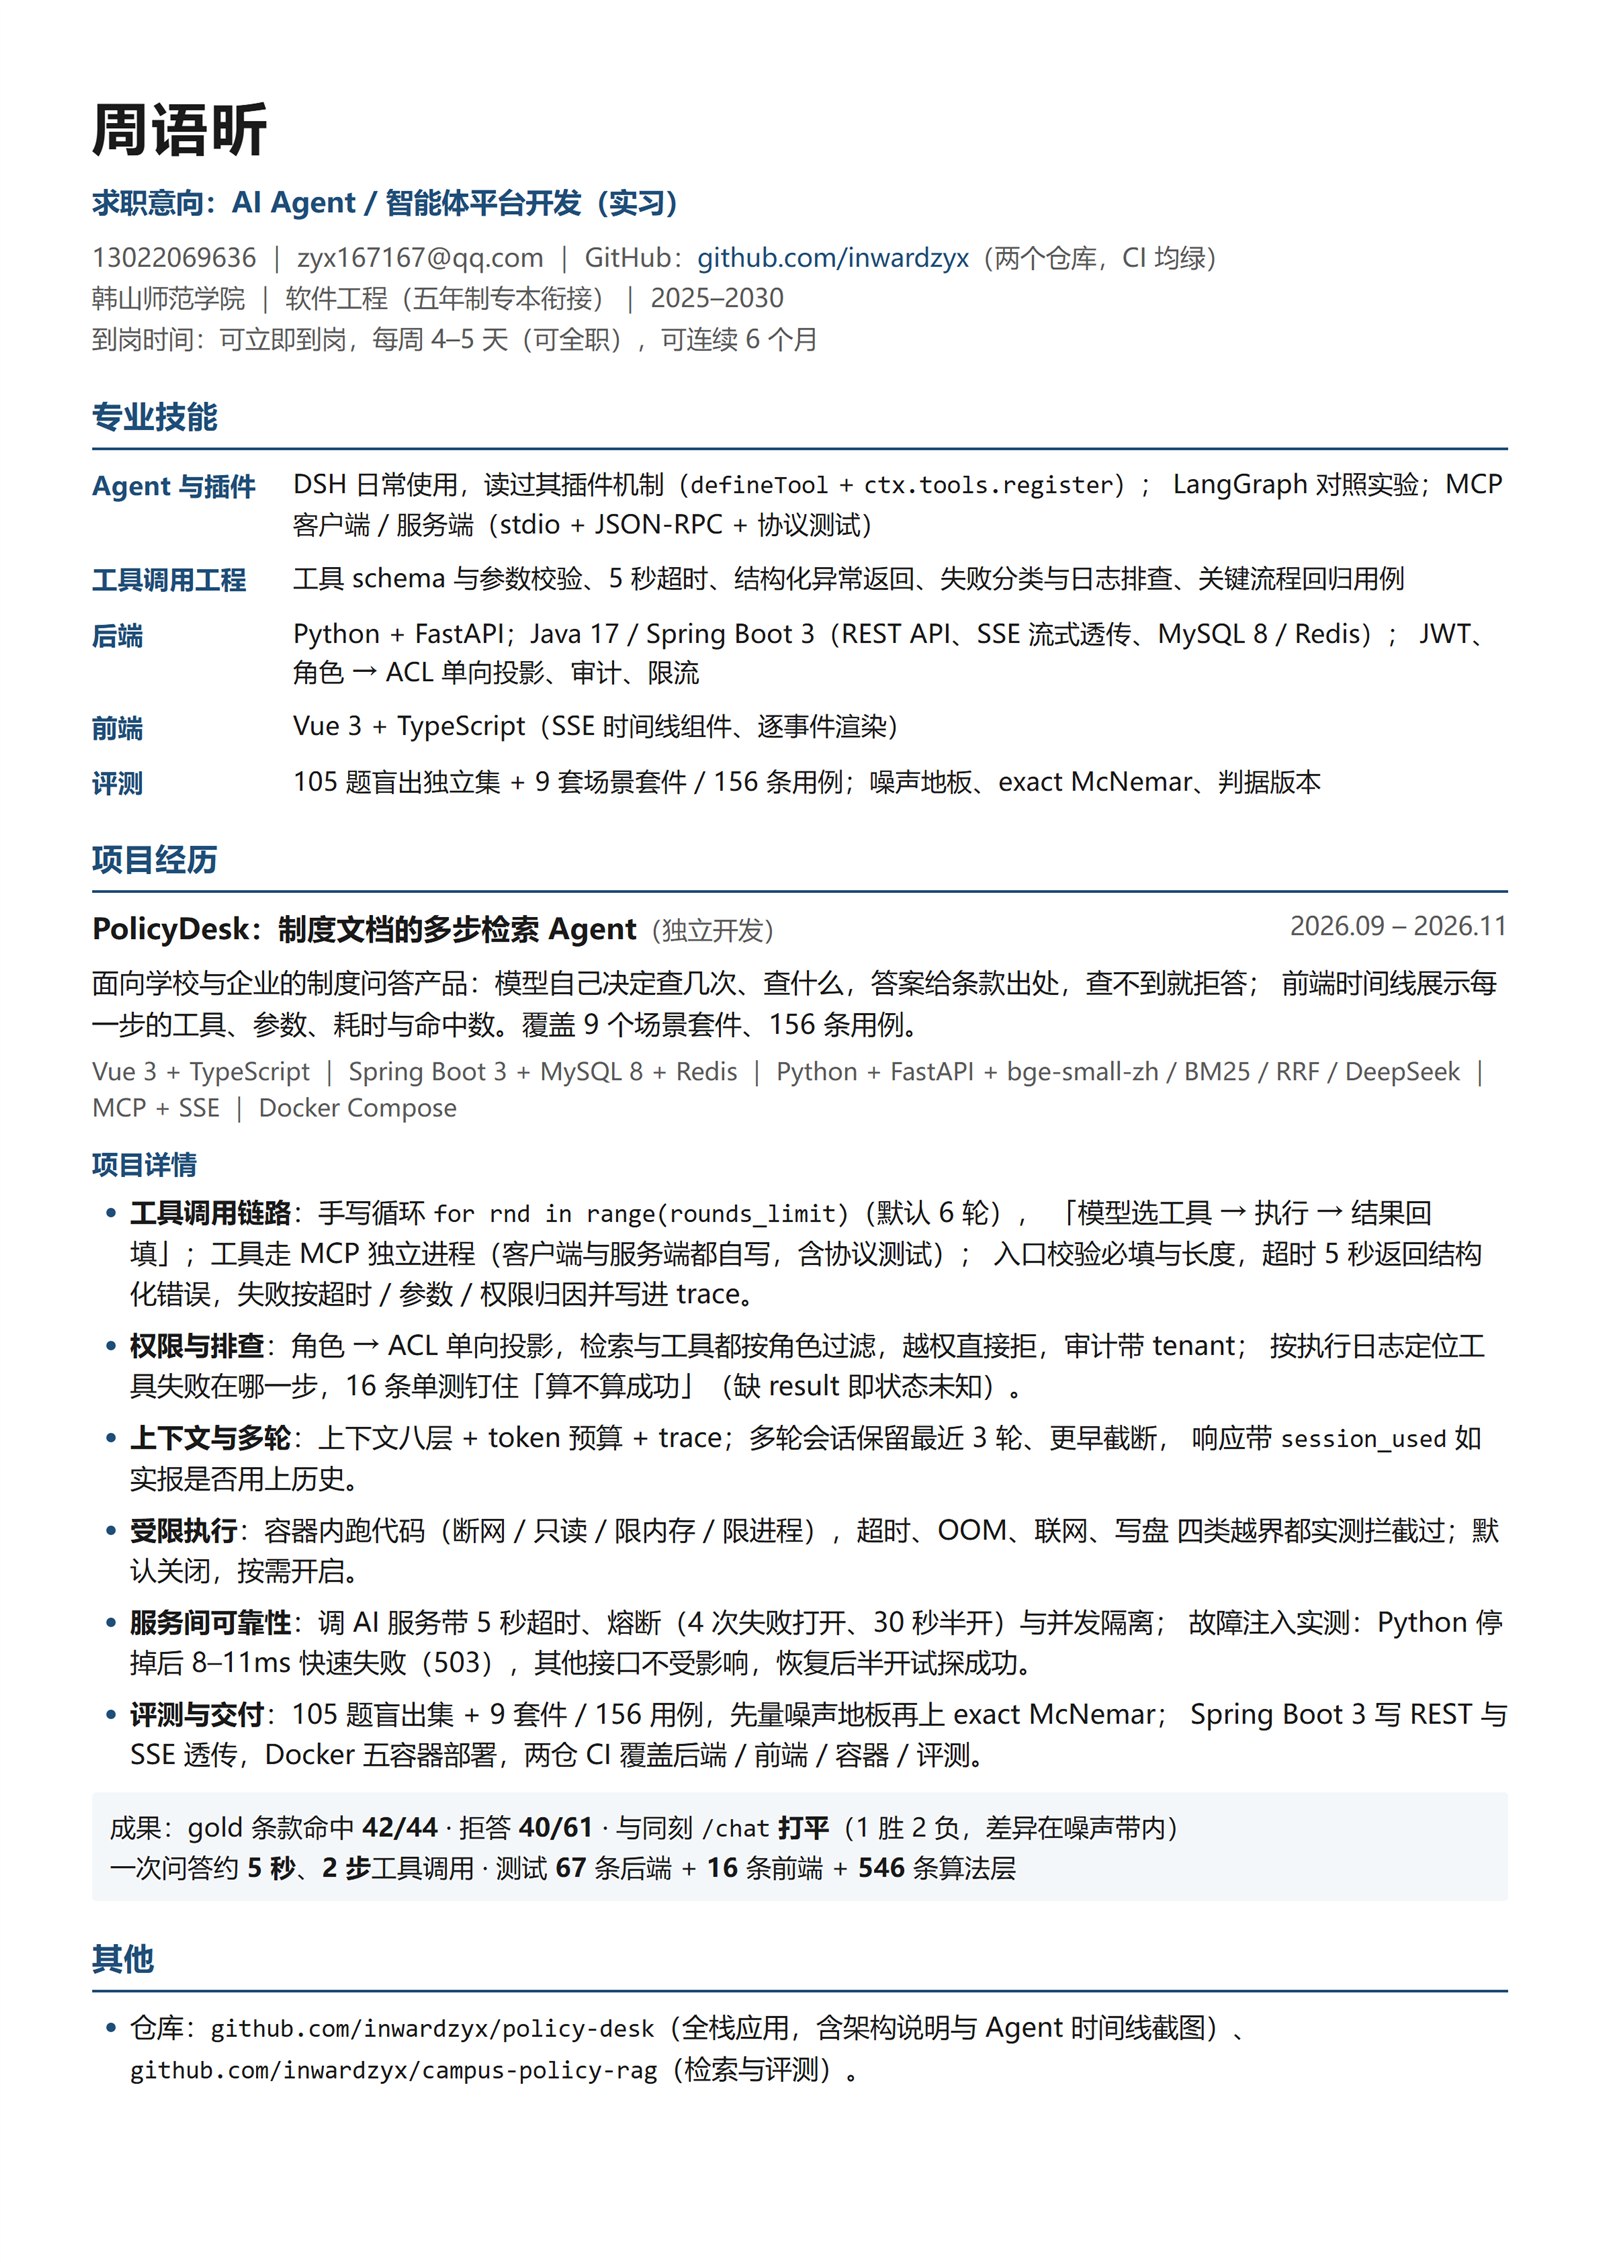 周语昕
求职意向：AI Agent / 智能体平台开发（实习）
13022069636 | zyx167167@qq.com | GitHub：github.com/inwardzyx（两个仓库，CI 均绿）
韩山师范学院 | 软件工程（五年制专本衔接） | 2025–2030
到岗时间：可立即到岗，每周 4–5 天（可全职），可连续 6 个月
专业技能
Agent 与插件 DSH 日常使用，读过其插件机制（defineTool + ctx.tools.register）； LangGraph 对照实验；MCP
客户端 / 服务端（stdio + JSON-RPC + 协议测试）
工具调用工程 工具 schema 与参数校验、5 秒超时、结构化异常返回、失败分类与日志排查、关键流程回归用例
后端 Python + FastAPI；Java 17 / Spring Boot 3（REST API、SSE 流式透传、MySQL 8 / Redis）； JWT、
角色 → ACL 单向投影、审计、限流
前端 Vue 3 + TypeScript（SSE 时间线组件、逐事件渲染）
评测 105 题盲出独立集 + 9 套场景套件 / 156 条用例；噪声地板、exact McNemar、判据版本
项目经历
PolicyDesk：制度文档的多步检索 Agent（独立开发） 2026.09 – 2026.11
面向学校与企业的制度问答产品：模型自己决定查几次、查什么，答案给条款出处，查不到就拒答； 前端时间线展示每
一步的工具、参数、耗时与命中数。覆盖 9 个场景套件、156 条用例。
Vue 3 + TypeScript | Spring Boot 3 + MySQL 8 + Redis | Python + FastAPI + bge-small-zh / BM25 / RRF / DeepSeek |
MCP + SSE | Docker Compose
项目详情
• 工具调用链路：手写循环 for rnd in range(rounds_limit)（默认 6 轮）， 「模型选工具 → 执行 → 结果回
填」；工具走 MCP 独立进程（客户端与服务端都自写，含协议测试）； 入口校验必填与长度，超时 5 秒返回结构
化错误，失败按超时 / 参数 / 权限归因并写进 trace。
• 权限与排查：角色 → ACL 单向投影，检索与工具都按角色过滤，越权直接拒，审计带 tenant； 按执行日志定位工
具失败在哪一步，16 条单测钉住「算不算成功」（缺 result 即状态未知）。
• 上下文与多轮：上下文八层 + token 预算 + trace；多轮会话保留最近 3 轮、更早截断， 响应带 session_used 如
实报是否用上历史。
• 受限执行：容器内跑代码（断网 / 只读 / 限内存 / 限进程），超时、OOM、联网、写盘 四类越界都实测拦截过；默
认关闭，按需开启。
• 服务间可靠性：调 AI 服务带 5 秒超时、熔断（4 次失败打开、30 秒半开）与并发隔离； 故障注入实测：Python 停
掉后 8–11ms 快速失败（503），其他接口不受影响，恢复后半开试探成功。
• 评测与交付：105 题盲出集 + 9 套件 / 156 用例，先量噪声地板再上 exact McNemar； Spring Boot 3 写 REST 与
SSE 透传，Docker 五容器部署，两仓 CI 覆盖后端 / 前端 / 容器 / 评测。
成果：gold 条款命中 42/44 · 拒答 40/61 · 与同刻 /chat 打平（1 胜 2 负，差异在噪声带内）
一次问答约 5 秒、2 步工具调用 · 测试 67 条后端 + 16 条前端 + 546 条算法层
其他
• 仓库：github.com/inwardzyx/policy-desk（全栈应用，含架构说明与 Agent 时间线截图）、
github.com/inwardzyx/campus-policy-rag（检索与评测）。